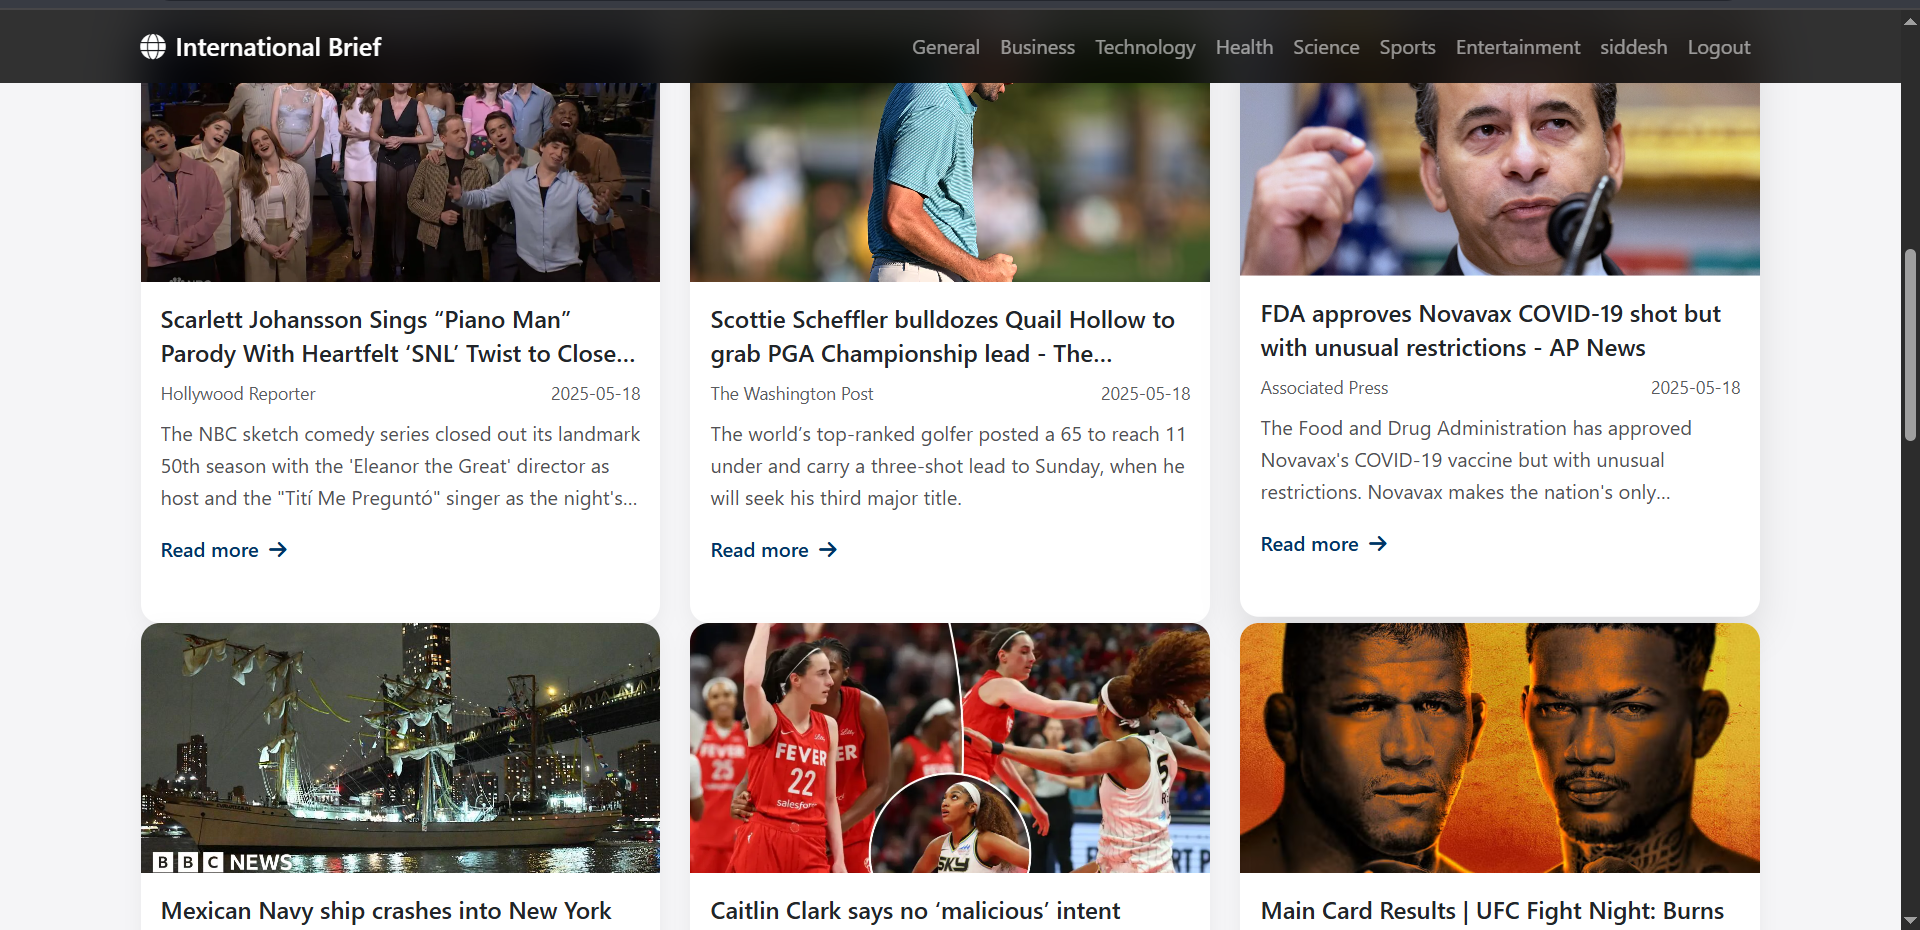 International Brief
General Business Technology Health Science Sports Entertainment siddesh Logout
Scarlett Johansson Sings “Piano Man”
Parody With Heartfelt ‘SNL’ Twist to Close...
Hollywood Reporter 2025-05-18
The NBC sketch comedy series closed out its landmark
50th season with the 'Eleanor the Great' director as
host and the "Tití Me Preguntó" singer as the night's...
Read more
Scottie Scheffler bulldozes Quail Hollow to
grab PGA Championship lead - The...
The Washington Post 2025-05-18
The world’s top-ranked golfer posted a 65 to reach 11
under and carry a three-shot lead to Sunday, when he
will seek his third major title.
Read more
FDA approves Novavax COVID-19 shot but
with unusual restrictions - AP News
Associated Press 2025-05-18
The Food and Drug Administration has approved
Novavax's COVID-19 vaccine but with unusual
restrictions. Novavax makes the nation's only...
Read more
BBC NEWS
Mexican Navy ship crashes into New York
FEVER
25
FEVER
22
salesforce
ER
SKY
5
Caitlin Clark says no ‘malicious’ intent
Main Card Results | UFC Fight Night: Burns